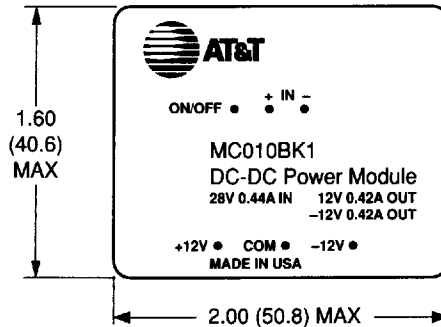 AT&T
+ IN –
ON/OFF
1.60
(40.6)
MAX
MC010BK1
DC-DC Power Module
28V 0.44A IN 12V 0.42A OUT
–12V 0.42A OUT
+12V COM –12V
MADE IN USA
2.00 (50.8) MAX